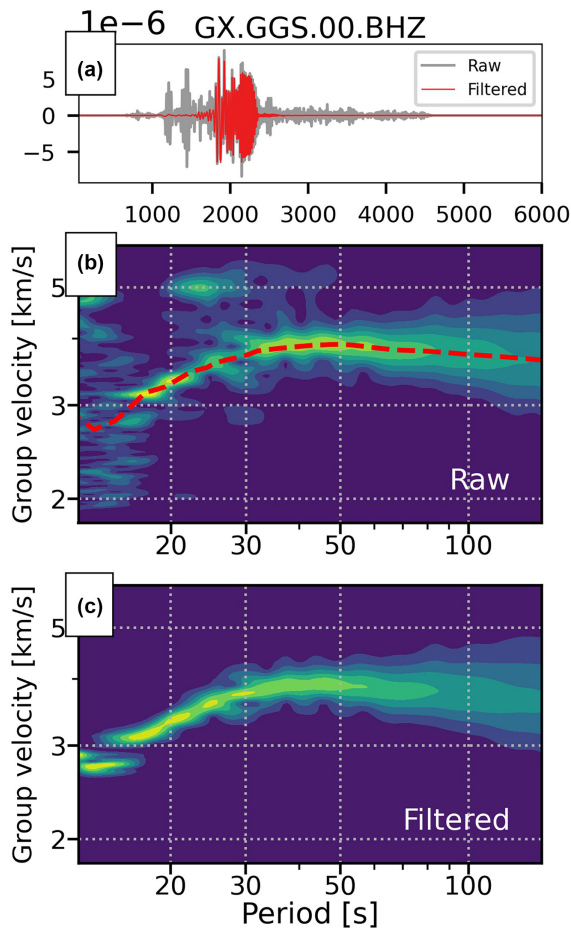 1e−6 GX.GGS.00.BHZ
(a)
Raw
Filtered
5
0
−5
1000 2000 3000 4000 5000 6000
(b)
Group velocity [km/s]
5
3
2
Raw
20 30 50 100
(c)
Group velocity [km/s]
5
3
2
Filtered
20 30 50 100
Period [s]